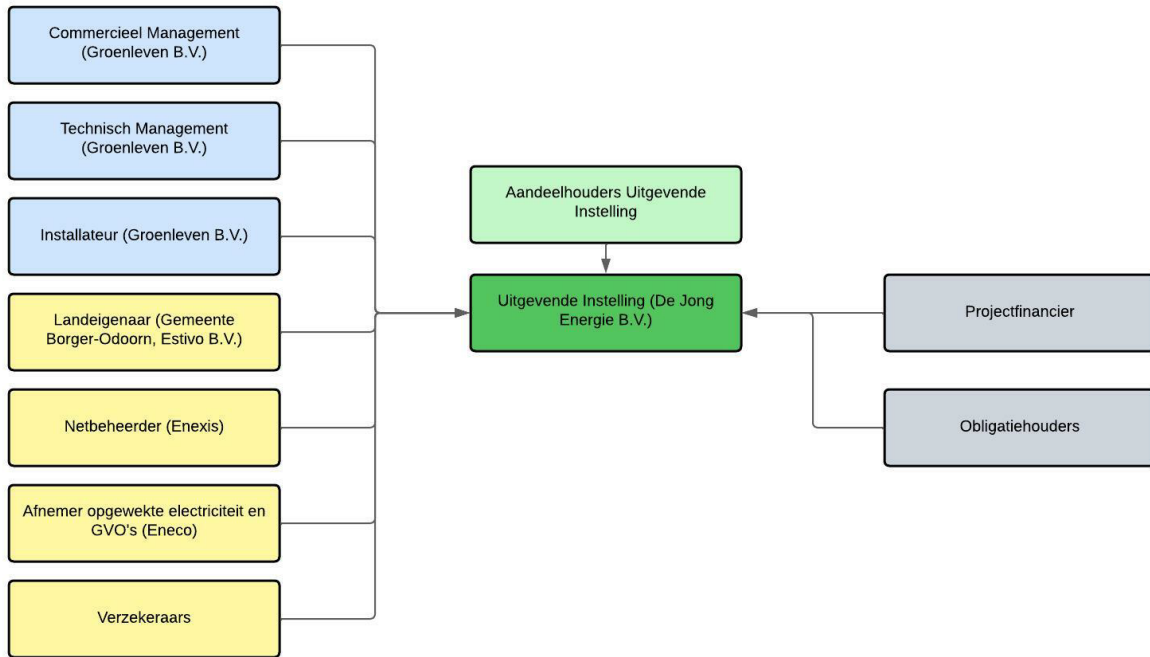 Commercieel Management
(Groenleven B.V.)
Technisch Management
(Groenleven B.V.)
Installateur (Groenleven B.V.)
Landeigenaar (Gemeente
Borger-Odoorn, Estivo B.V.)
Netbeheerder (Enexis)
Afnemer opgewekte electriciteit en
GVO's (Eneco)
Verzekeraars
Aandeelhouders Uitgevende
Instelling
Uitgevende Instelling (De Jong
Energie B.V.)
Projectfinancier
Obligatiehouders